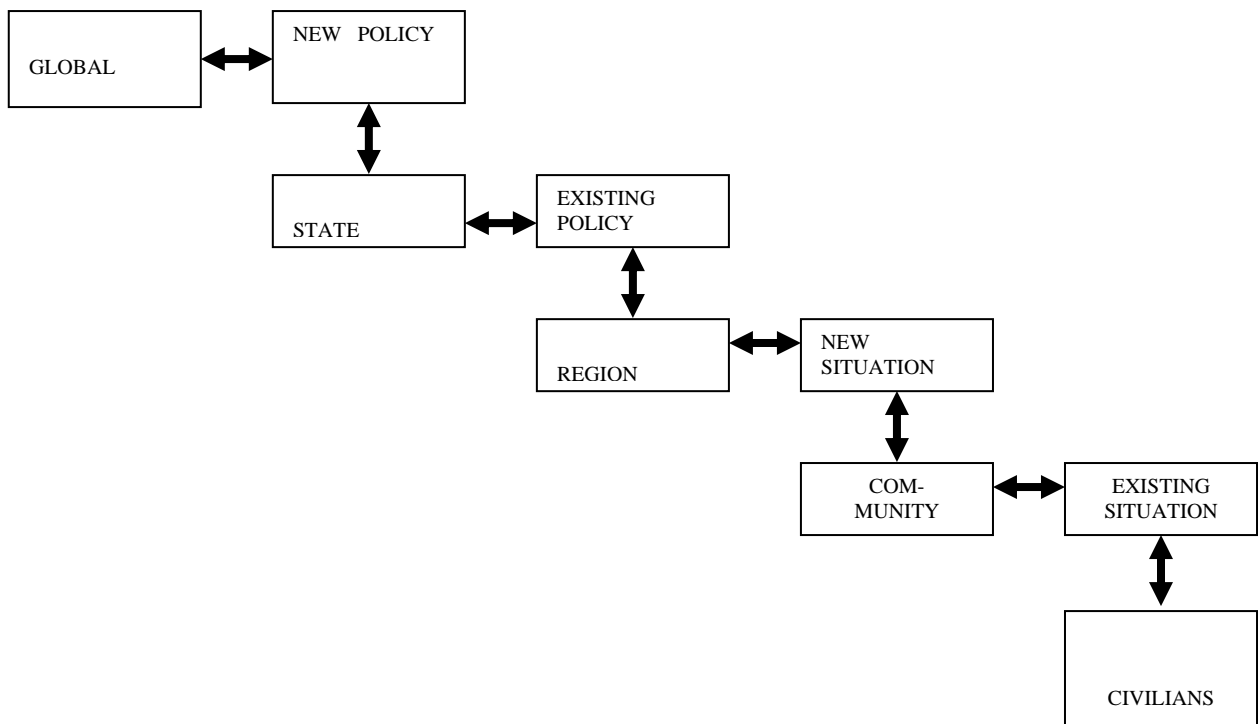 NEW POLICY
GLOBAL
STATE
EXISTING
POLICY
REGION
NEW
SITUATION
COM-
MUNITY
EXISTING
SITUATION
CIVILIANS